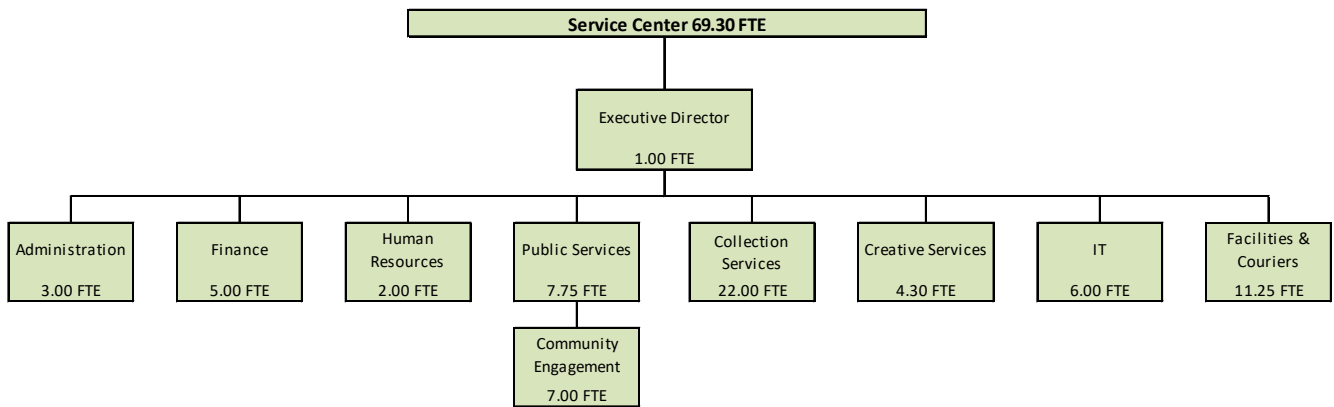 Service Center 69.30 FTE
Executive Director
1.00 FTE
Administration
3.00 FTE
Finance
5.00 FTE
Human
Resources
2.00 FTE
Public Services
7.75 FTE
Collection
Services
22.00 FTE
Creative Services
4.30 FTE
IT
6.00 FTE
Facilities &
Couriers
11.25 FTE
Community
Engagement
7.00 FTE